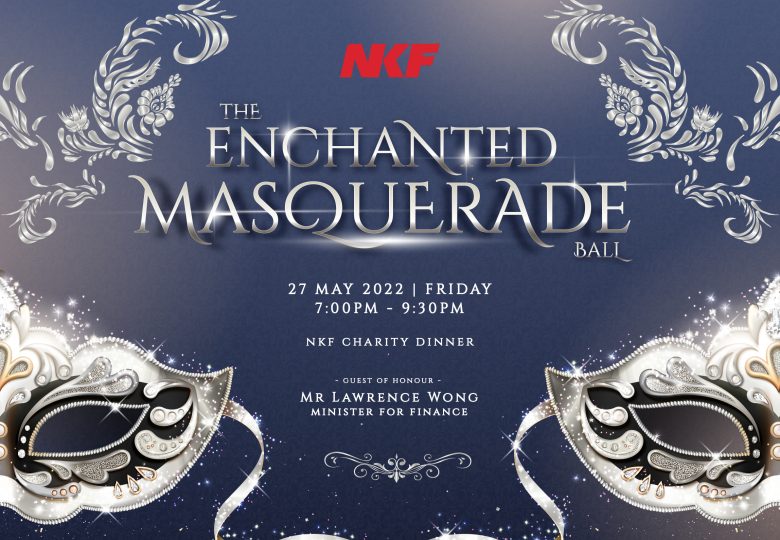 NKF
THE
ENCHANTED
MASQUERADE
BALL
27 MAY 2022 | FRIDAY
7:00PM - 9:30PM
NKF CHARITY DINNER
- GUEST OF HONOUR -
MR LAWRENCE WONG
MINISTER FOR FINANCE